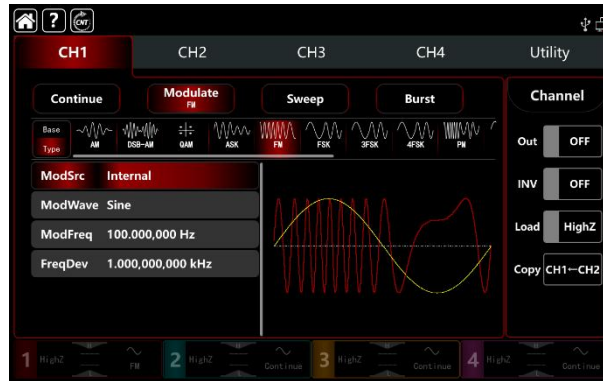 ? CNT
CH1 CH2 CH3 CH4 Utility
Continue Modulate Sweep Burst Channel
FM
Base
Type AM DSB-AM QAM ASK FM FSK 3FSK 4FSK PM
Out OFF
ModSrc Internal
INV OFF
ModWave Sine
ModFreq 100.000,000 Hz
Load HighZ
FreqDev 1.000,000,000 kHz
Copy CH1←CH2
1 HighZ FM 2 HighZ Continue 3 HighZ Continue 4 HighZ Continue